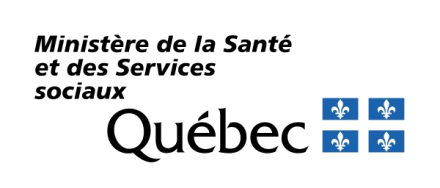 Ministère de la Santé
et des Services
sociaux
Québec